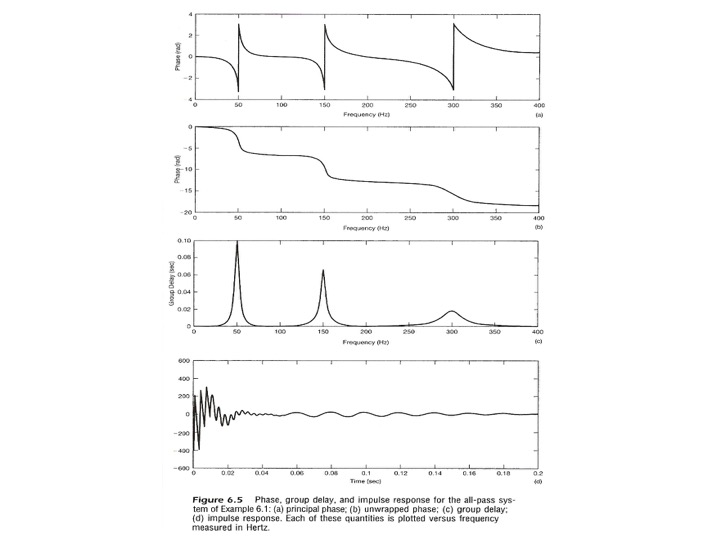 4
2
0
−2
4
Phase (rad)
0 50 100 150 200 250 300 350 400
Frequency (Hz)
(a)
0
−5
−10
−15
−20
Phase (rad)
0 50 100 150 200 250 300 350 400
Frequency (Hz)
(b)
0.10
0.08
0.06
0.04
0.02
0
Group Delay (sec)
0 50 100 150 200 250 300 350 400
Frequency (Hz)
(c)
600
400
200
0
−200
−400
−600
0 0.02 0.04 0.06 0.08 0.1 0.12 0.14 0.16 0.18 0.2
Time (sec)
(d)
Figure 6.5 Phase, group delay, and impulse response for the all-pass sys-
tem of Example 6.1: (a) principal phase; (b) unwrapped phase; (c) group delay;
(d) impulse response. Each of these quantities is plotted versus frequency
measured in Hertz.